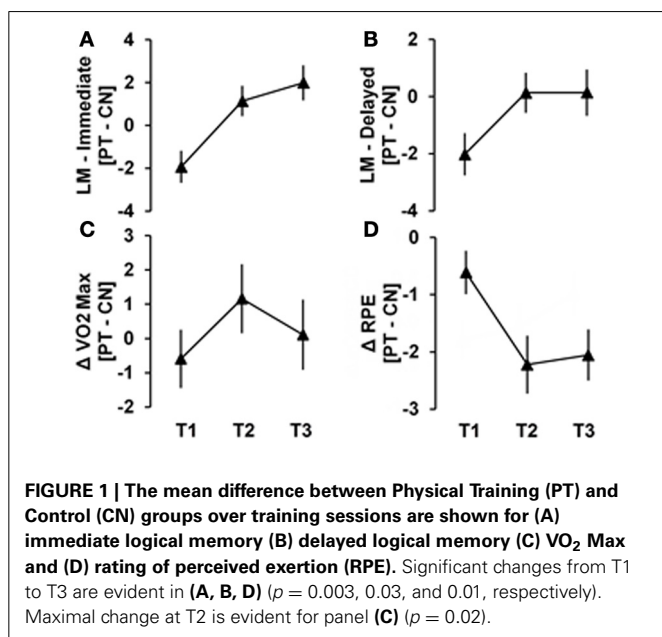 A
B
LM - Immediate
[PT - CN]
4
2
0
-2
-4
LM - Delayed
[PT - CN]
2
0
-2
-4
C
D
Δ VO2 Max
[PT - CN]
3
2
1
0
-1
-2
T1 T2 T3
Δ RPE
[PT - CN]
0
-1
-2
-3
T1 T2 T3
FIGURE 1 | The mean difference between Physical Training (PT) and
Control (CN) groups over training sessions are shown for (A)
immediate logical memory (B) delayed logical memory (C) VO₂ Max
and (D) rating of perceived exertion (RPE). Significant changes from T1
to T3 are evident in (A, B, D) (p = 0.003, 0.03, and 0.01, respectively).
Maximal change at T2 is evident for panel (C) (p = 0.02).